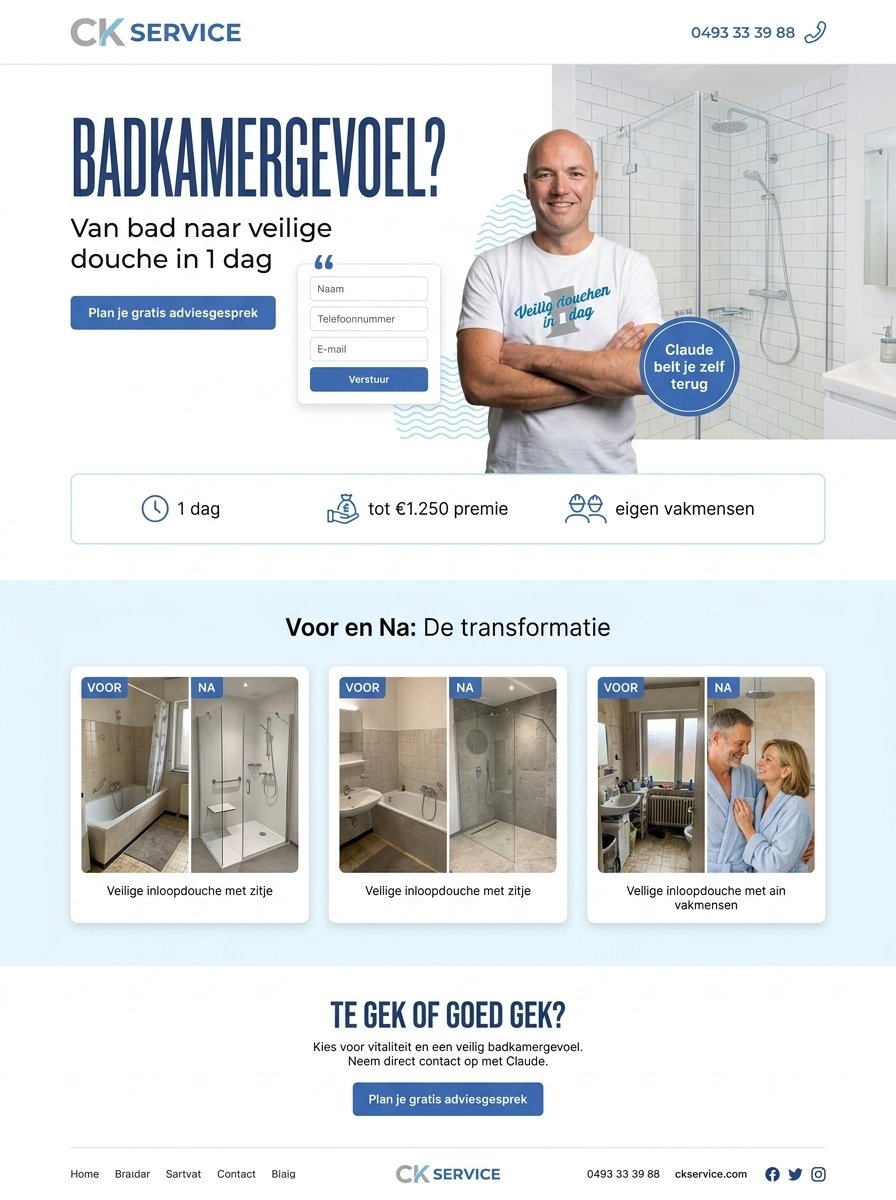 CK SERVICE
0493 33 39 88
BADKAMERGEVOEL?
Van bad naar veilige
douche in 1 dag
Plan je gratis adviesgesprek
“
Naam
Telefoonnummer
E-mail
Verstuur
Veilig douchen
in 1 dag
Claude
belt je zelf
terug
1 dag
tot €1.250 premie
eigen vakmensen
Voor en Na: De transformatie
VOOR
NA
VOOR
NA
VOOR
NA
Veilige inloopdouche met zitje
Veilige inloopdouche met zitje
Vellige inloopdouche met ain
vakmensen
TE GEK OF GOED GEK?
Kies voor vitaliteit en een veilig badkamergevoel.
Neem direct contact op met Claude.
Plan je gratis adviesgesprek
Home
Sartvat
Contact
CK SERVICE
0493 33 39 88
ckservice.com